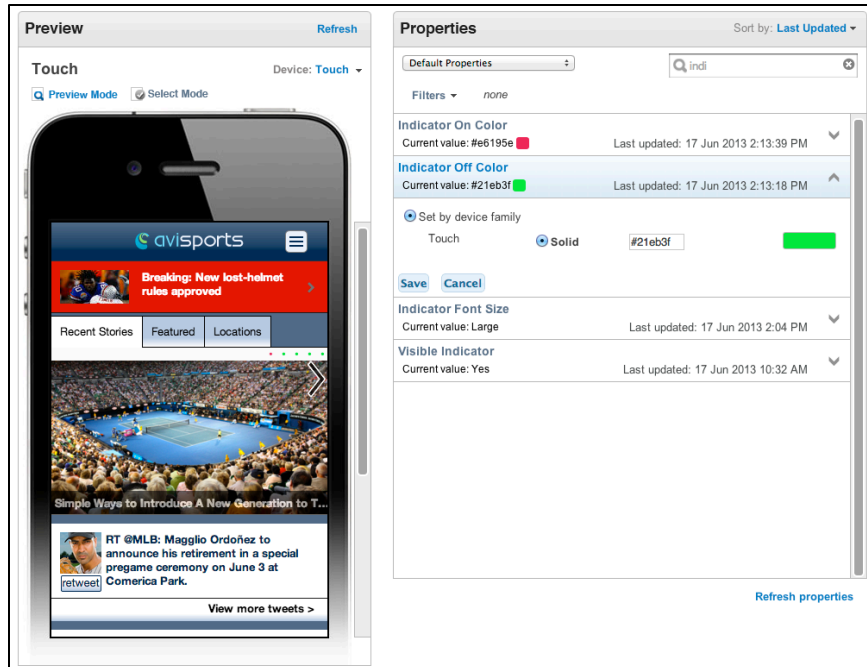 Preview
Refresh
Touch
Device: Touch
Preview Mode
Select Mode
avisports
Breaking: New lost-helmet
rules approved
Recent Stories
Featured
Locations
Simple Ways to Introduce A New Generation to T...
RT @MLB: Magglio Ordoñez to
announce his retirement in a special
pregame ceremony on June 3 at
Comerica Park.
retweet
View more tweets >
Properties
Sort by: Last Updated
Default Properties
indi
Filters
none
Indicator On Color
Current value: #e6195e
Last updated: 17 Jun 2013 2:13:39 PM
Indicator Off Color
Current value: #21eb3f
Last updated: 17 Jun 2013 2:13:18 PM
Set by device family
Touch
Solid
#21eb3f
Save
Cancel
Indicator Font Size
Current value: Large
Last updated: 17 Jun 2013 2:04 PM
Visible Indicator
Current value: Yes
Last updated: 17 Jun 2013 10:32 AM
Refresh properties